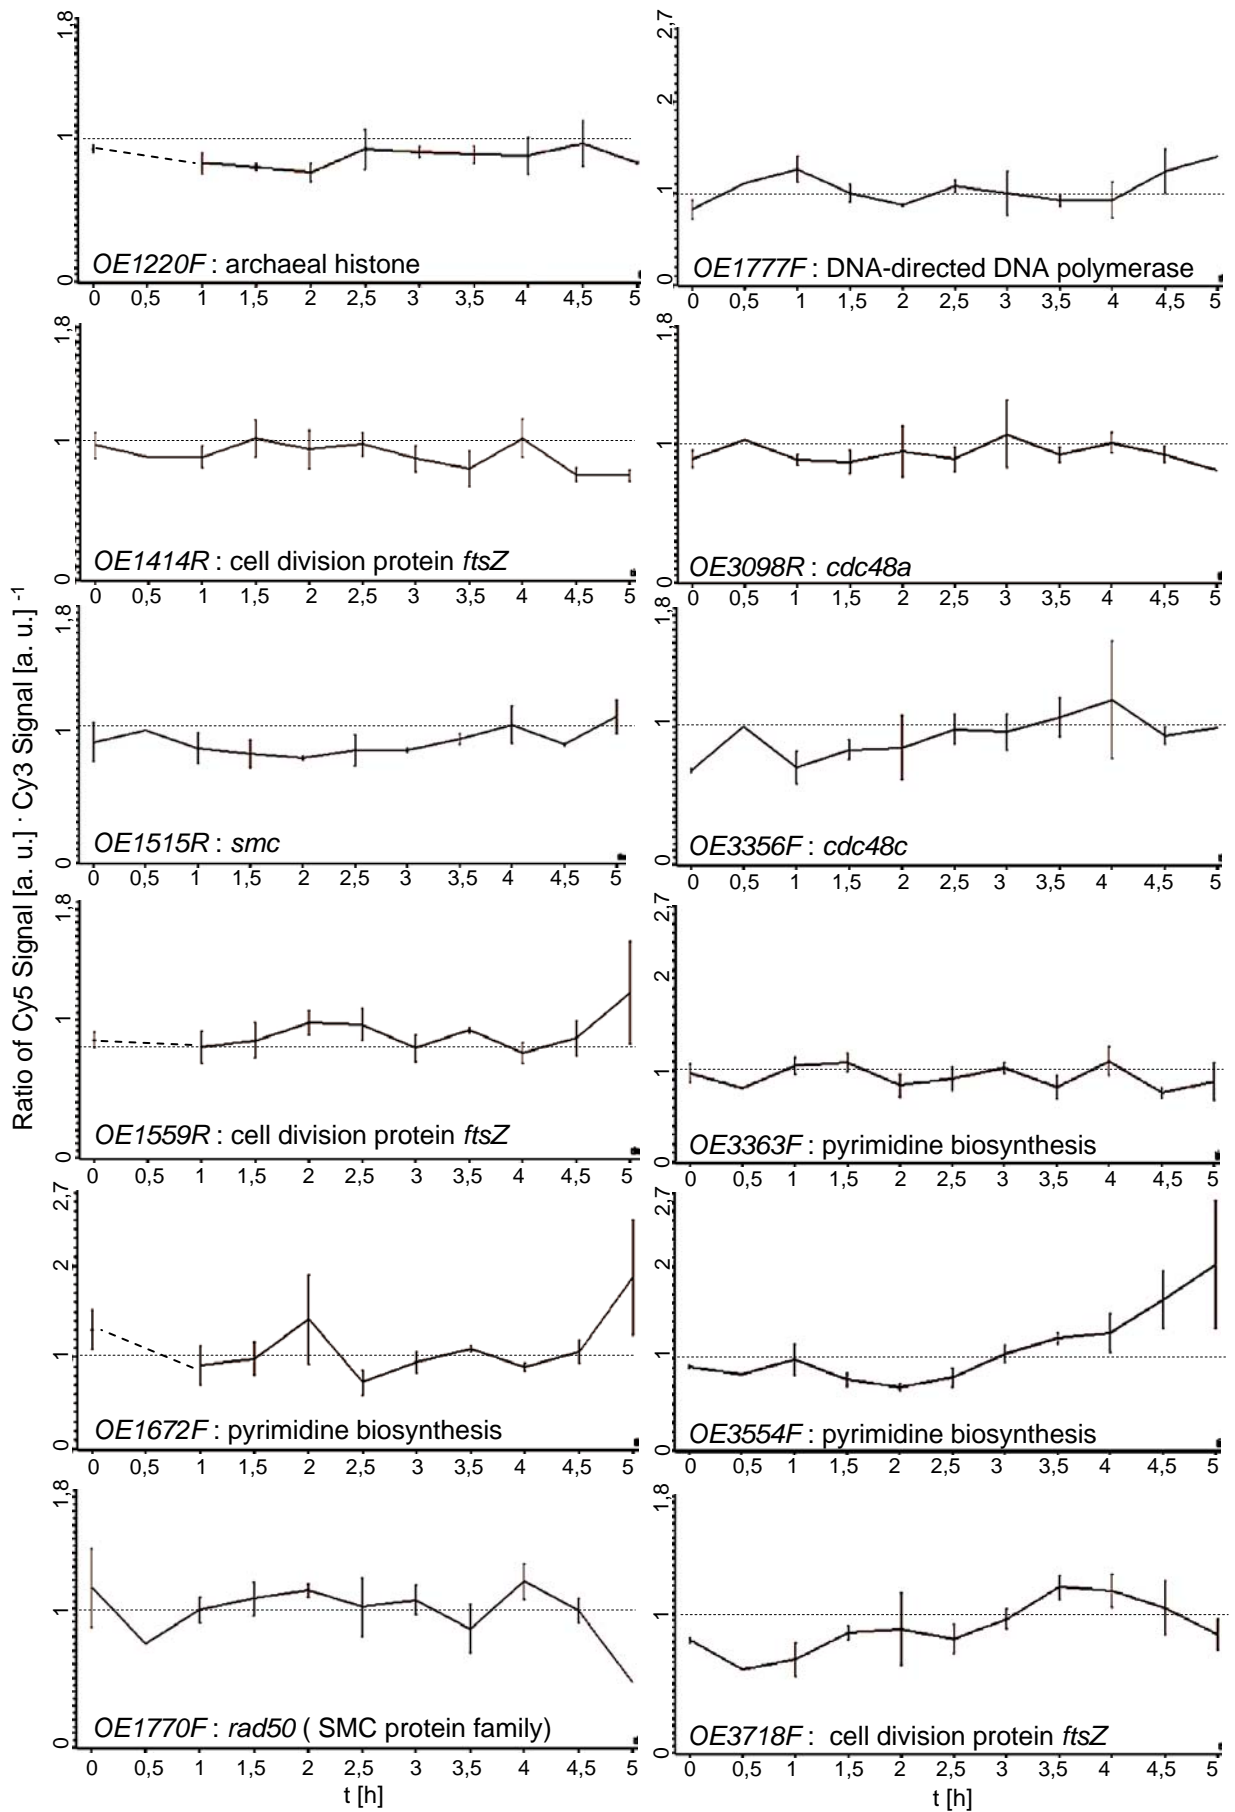 Ratio of Cy5 Signal [a. u.] · Cy3 Signal [a. u.] -1
1,8
1
0
OE1220F : archaeal histone
0 0,5 1 1,5 2 2,5 3 3,5 4 4,5 5
2,7
2
1
0
OE1777F : DNA-directed DNA polymerase
0 0,5 1 1,5 2 2,5 3 3,5 4 4,5 5
1,8
1
0
OE1414R : cell division protein ftsZ
0 0,5 1 1,5 2 2,5 3 3,5 4 4,5 5
1,8
1
0
OE3098R : cdc48a
0 0,5 1 1,5 2 2,5 3 3,5 4 4,5 5
1,8
1
0
OE1515R : smc
0 0,5 1 1,5 2 2,5 3 3,5 4 4,5 5
1,8
1
0
OE3356F : cdc48c
0 0,5 1 1,5 2 2,5 3 3,5 4 4,5 5
1,8
1
0
OE1559R : cell division protein ftsZ
0 0,5 1 1,5 2 2,5 3 3,5 4 4,5 5
2,7
2
1
0
OE3363F : pyrimidine biosynthesis
0 0,5 1 1,5 2 2,5 3 3,5 4 4,5 5
2,7
2
1
0
OE1672F : pyrimidine biosynthesis
0 0,5 1 1,5 2 2,5 3 3,5 4 4,5 5
2,7
2
1
0
OE3554F : pyrimidine biosynthesis
0 0,5 1 1,5 2 2,5 3 3,5 4 4,5 5
1,8
1
0
OE1770F : rad50 ( SMC protein family)
0 0,5 1 1,5 2 2,5 3 3,5 4 4,5 5
t [h]
1,8
1
0
OE3718F : cell division protein ftsZ
0 0,5 1 1,5 2 2,5 3 3,5 4 4,5 5
t [h]